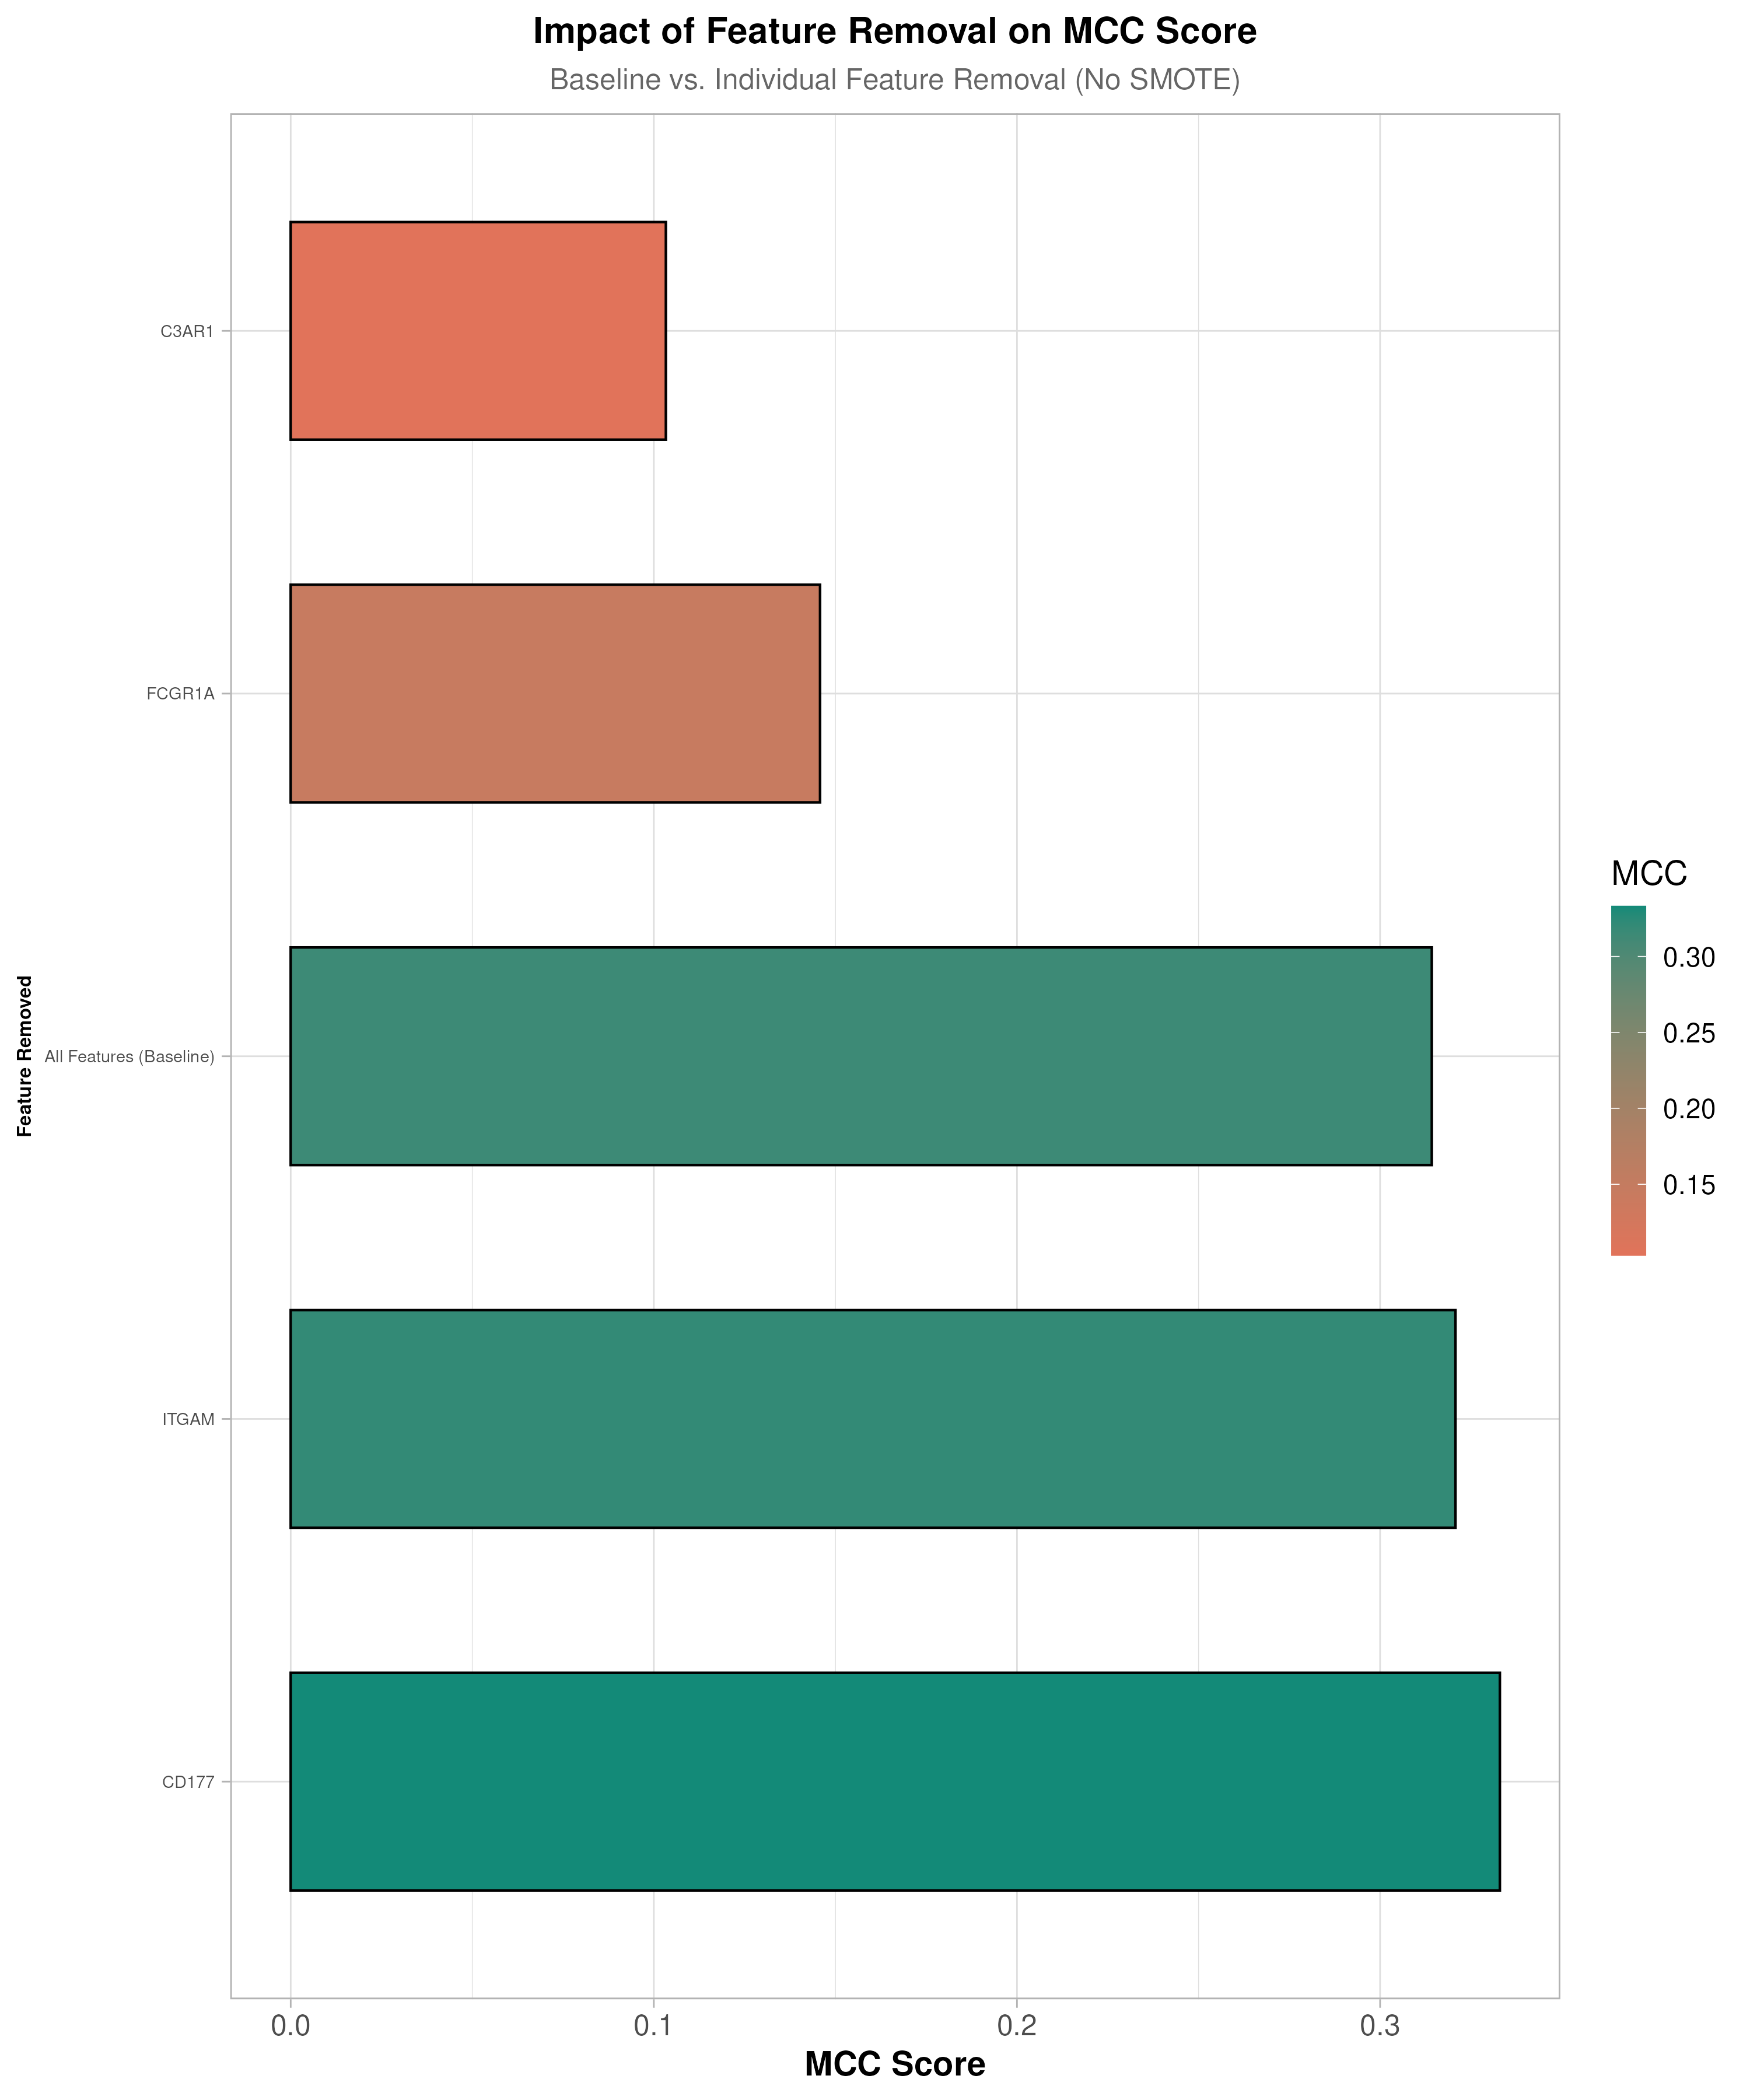 Impact of Feature Removal on MCC Score
Baseline vs. Individual Feature Removal (No SMOTE)
Feature Removed
C3AR1
FCGR1A
All Features (Baseline)
ITGAM
CD177
0.0
0.1
0.2
0.3
MCC Score
MCC
0.30
0.25
0.20
0.15